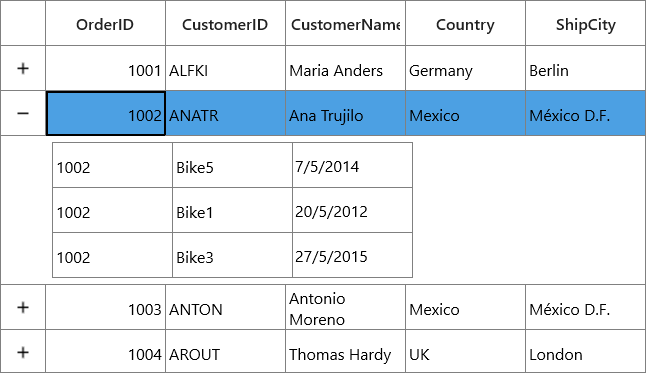 OrderID CustomerID CustomerName Country ShipCity
+ 1001 ALFKI Maria Anders Germany Berlin
− 1002 ANATR Ana Trujilo Mexico México D.F.
1002 Bike5 7/5/2014
1002 Bike1 20/5/2012
1002 Bike3 27/5/2015
+ 1003 ANTON Antonio Moreno Mexico México D.F.
+ 1004 AROUT Thomas Hardy UK London